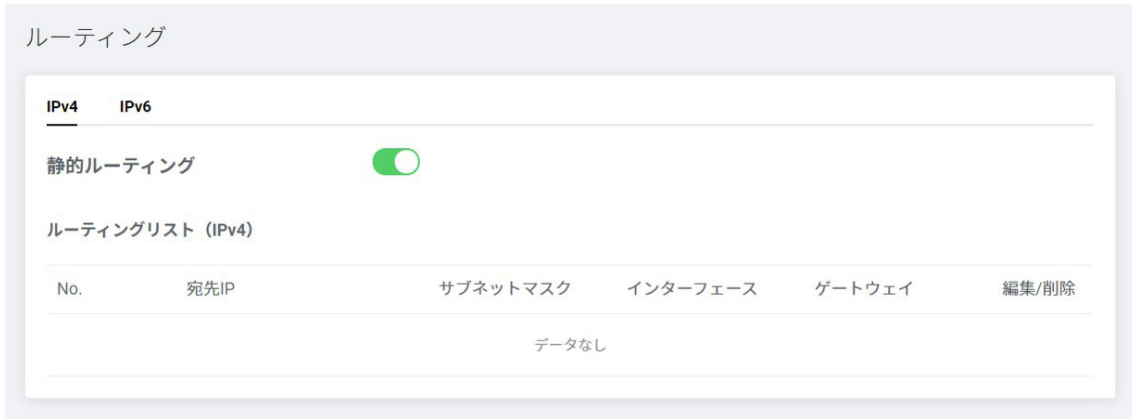 ルーティング
IPv4 IPv6
静的ルーティング
ルーティングリスト（IPv4）
No. 宛先IP サブネットマスク インターフェース ゲートウェイ 編集/削除
データなし